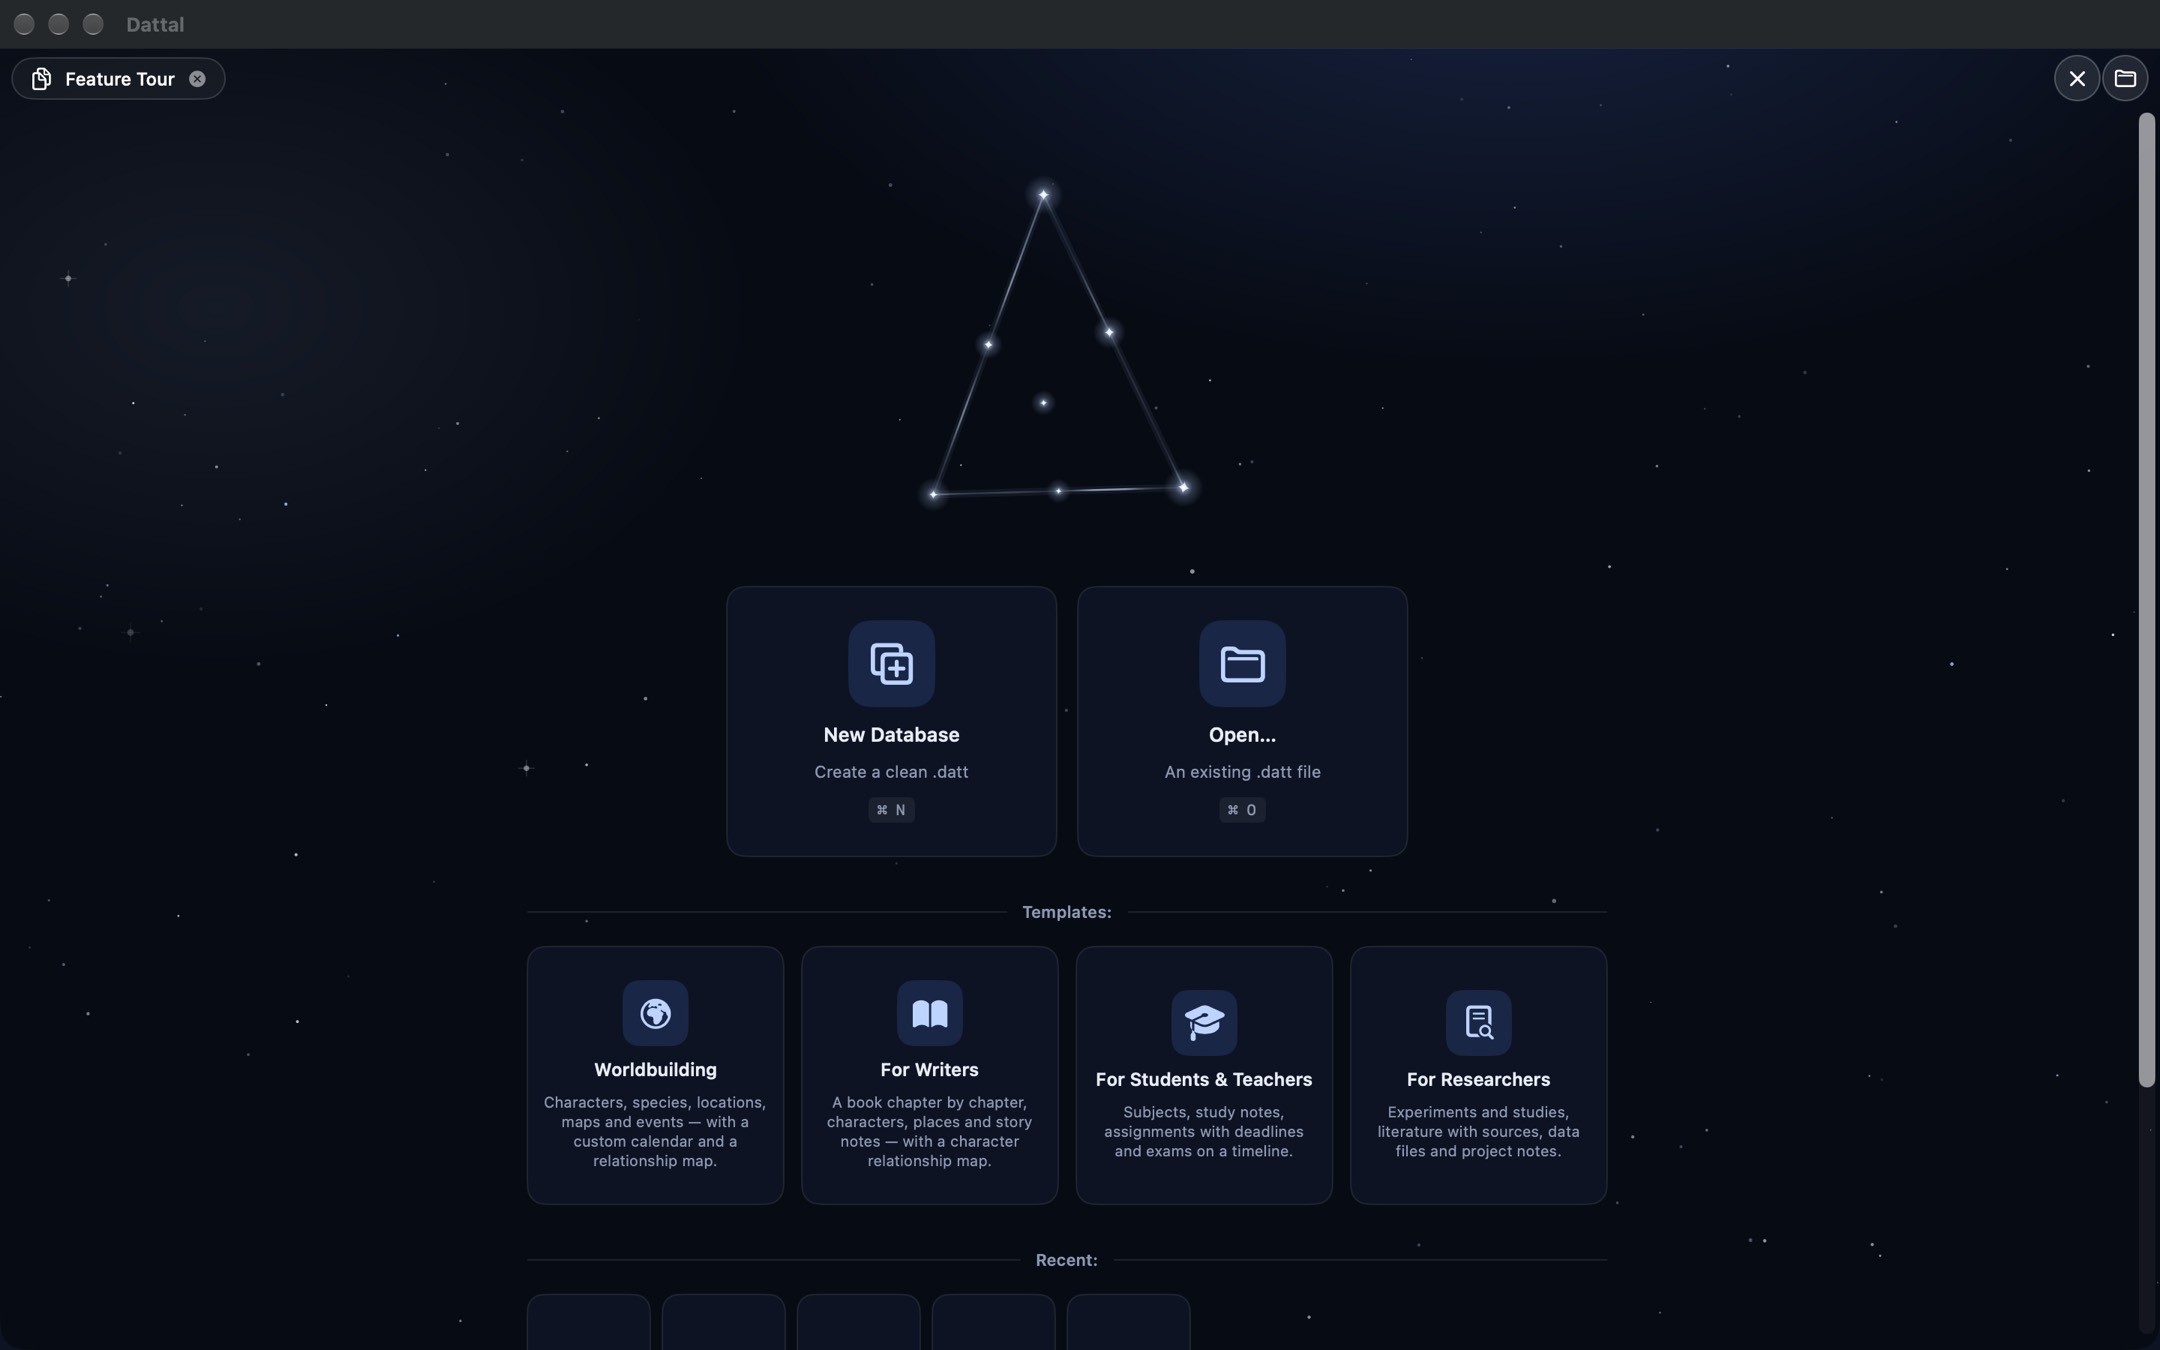 Dattal
Feature Tour
New Database
Create a clean .datt
⌘ N
Open...
An existing .datt file
⌘ O
Templates:
Worldbuilding
Characters, species, locations,
maps and events — with a
custom calendar and a
relationship map.
For Writers
A book chapter by chapter,
characters, places and story
notes — with a character
relationship map.
For Students & Teachers
Subjects, study notes,
assignments with deadlines
and exams on a timeline.
For Researchers
Experiments and studies,
literature with sources, data
files and project notes.
Recent: